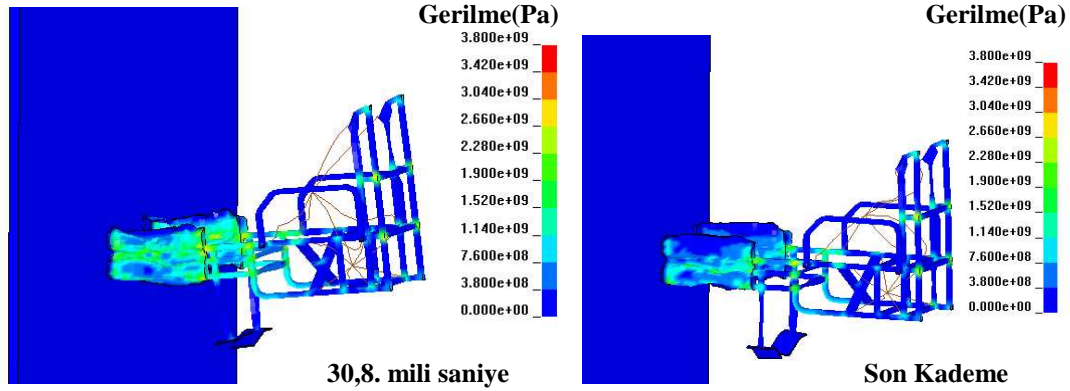 Gerilme(Pa)
3.800e+09
3.420e+09
3.040e+09
2.660e+09
2.280e+09
1.900e+09
1.520e+09
1.140e+09
7.600e+08
3.800e+08
0.000e+00
30,8. mili saniye
Gerilme(Pa)
3.800e+09
3.420e+09
3.040e+09
2.660e+09
2.280e+09
1.900e+09
1.520e+09
1.140e+09
7.600e+08
3.800e+08
0.000e+00
Son Kademe